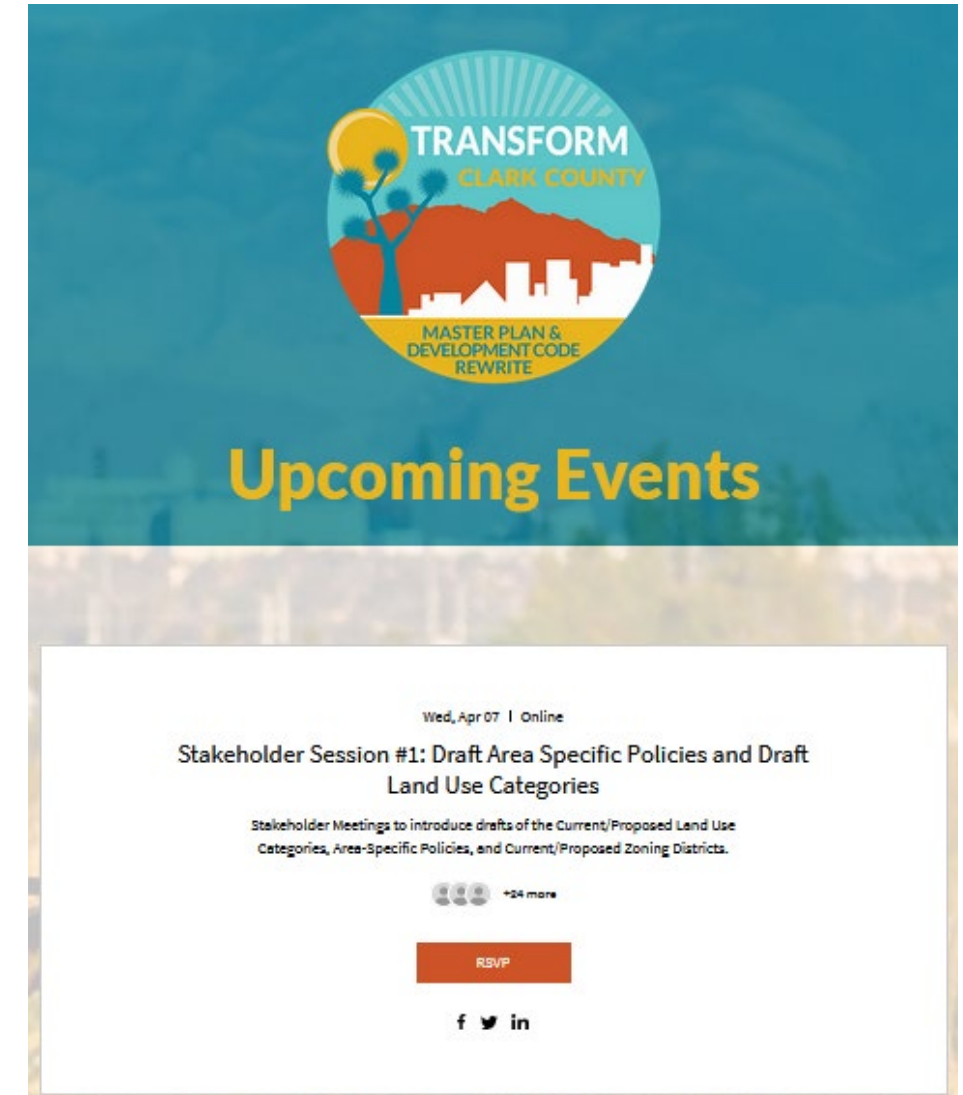 TRANSFORM
CLARK COUNTY
MASTER PLAN &
DEVELOPMENT CODE
REWRITE
Upcoming Events
Wed, Apr 07 | Online
Stakeholder Session #1: Draft Area Specific Policies and Draft
Land Use Categories
Stakeholder Meetings to introduce drafts of the Current/Proposed Land Use
Categories, Area-Specific Policies, and Current/Proposed Zoning Districts.
+24 more
RSVP